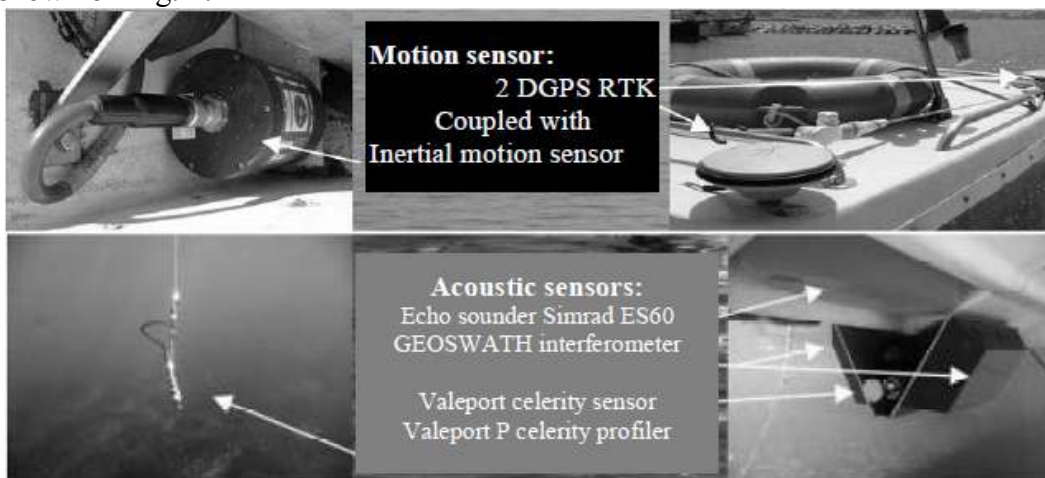 Motion sensor:
2 DGPS RTK
Coupled with
Inertial motion sensor
Acoustic sensors:
Echo sounder Simrad ES60
GEOSWATH interferometer
Valeport celerity sensor
Valeport P celerity profiler